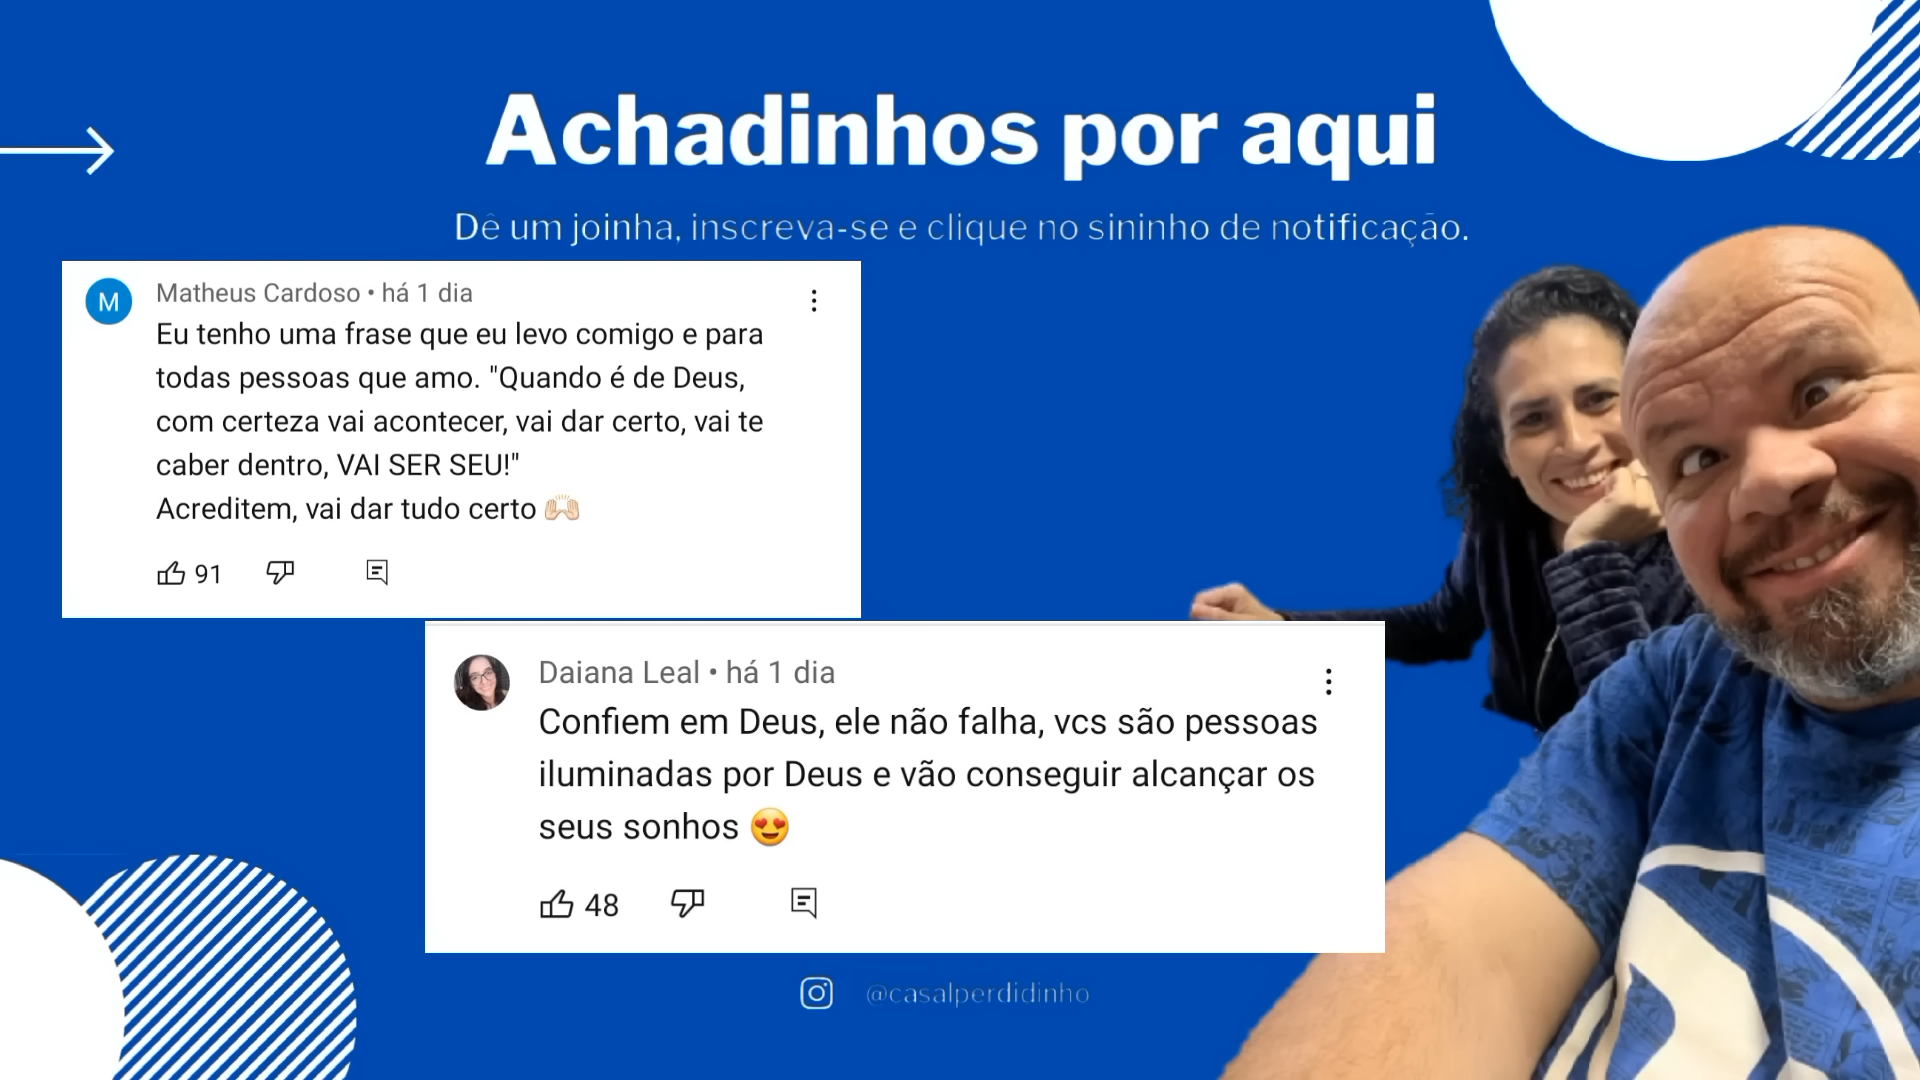 Achadinhos por aqui
Dê um joinha, inscreva-se e clique no sininho de notificação.
M
Matheus Cardoso • há 1 dia
Eu tenho uma frase que eu levo comigo e para
todas pessoas que amo. "Quando é de Deus,
com certeza vai acontecer, vai dar certo, vai te
caber dentro, VAI SER SEU!"
Acreditem, vai dar tudo certo 🙌🏻
91
Daiana Leal • há 1 dia
Confiem em Deus, ele não falha, vcs são pessoas
iluminadas por Deus e vão conseguir alcançar os
seus sonhos 😍
48
@casalperdidinho